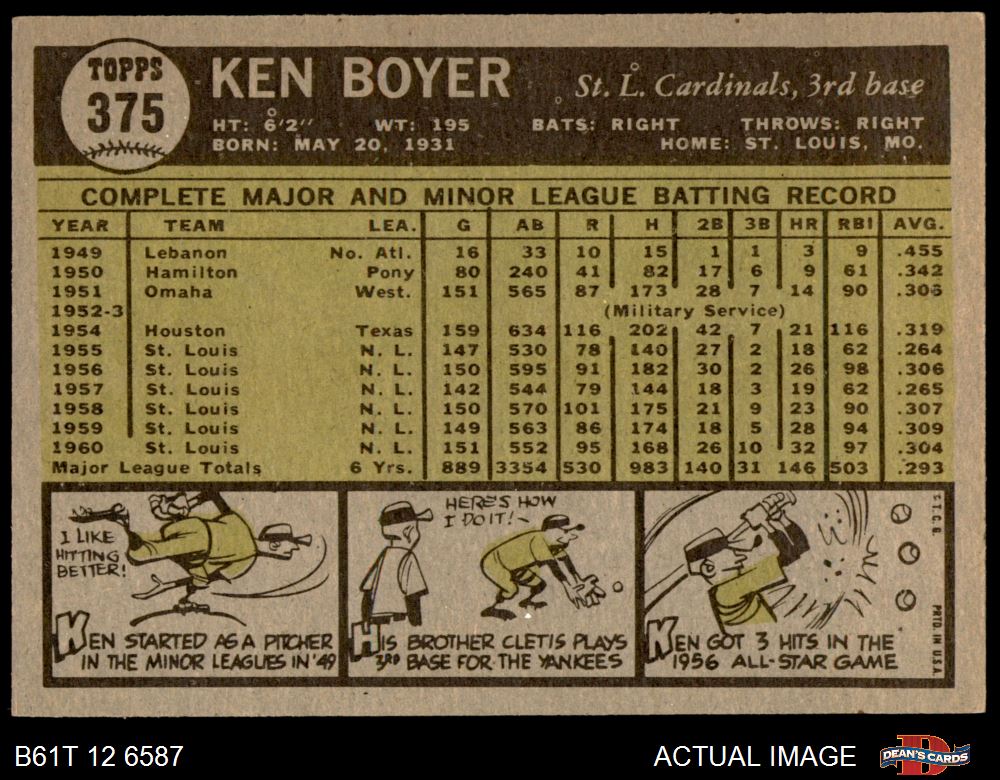 TOPPS
375
KEN BOYER
St. L. Cardinals, 3rd base
HT: 6'2" WT: 195 BATS: RIGHT THROWS: RIGHT
BORN: MAY 20, 1931 HOME: ST. LOUIS, MO.
COMPLETE MAJOR AND MINOR LEAGUE BATTING RECORD
YEAR TEAM LEA. G AB R H 2B 3B HR RBI AVG.
1949 Lebanon No. Atl. 16 33 10 15 1 1 3 9 .455
1950 Hamilton Pony 80 240 41 82 17 6 9 61 .342
1951 Omaha West. 151 565 87 173 28 7 14 90 .306
1952-3 (Military Service)
1954 Houston Texas 159 634 116 202 42 7 21 116 .319
1955 St. Louis N. L. 147 530 78 140 27 2 18 62 .264
1956 St. Louis N. L. 150 595 91 182 30 2 26 98 .306
1957 St. Louis N. L. 142 544 79 144 18 3 19 62 .265
1958 St. Louis N. L. 150 570 101 175 21 9 23 90 .307
1959 St. Louis N. L. 149 563 86 174 18 5 28 94 .309
1960 St. Louis N. L. 151 552 95 168 26 10 32 97 .304
Major League Totals 6 Yrs. 889 3354 530 983 140 31 146 503 .293
I LIKE
HITTING
BETTER!
KEN STARTED AS A PITCHER
IN THE MINOR LEAGUES IN '49
HERE'S HOW
I DO IT!-
HIS BROTHER CLETIS PLAYS
3RD BASE FOR THE YANKEES
KEN GOT 3 HITS IN THE
1956 ALL-STAR GAME
© T.C.G.
PRTD. IN U.S.A.
B61T 12 6587
ACTUAL IMAGE
DEAN'S CARDS